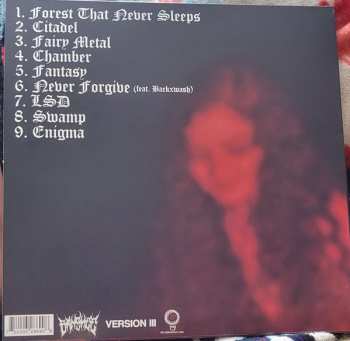 1. Forest That Never Sleeps
2. Citadel
3. Fairy Metal
4. Chamber
5. Fantasy
6. Never Forgive (feat. Backxwash)
7. LSD
8. Swamp
9. Enigma
VERSION III